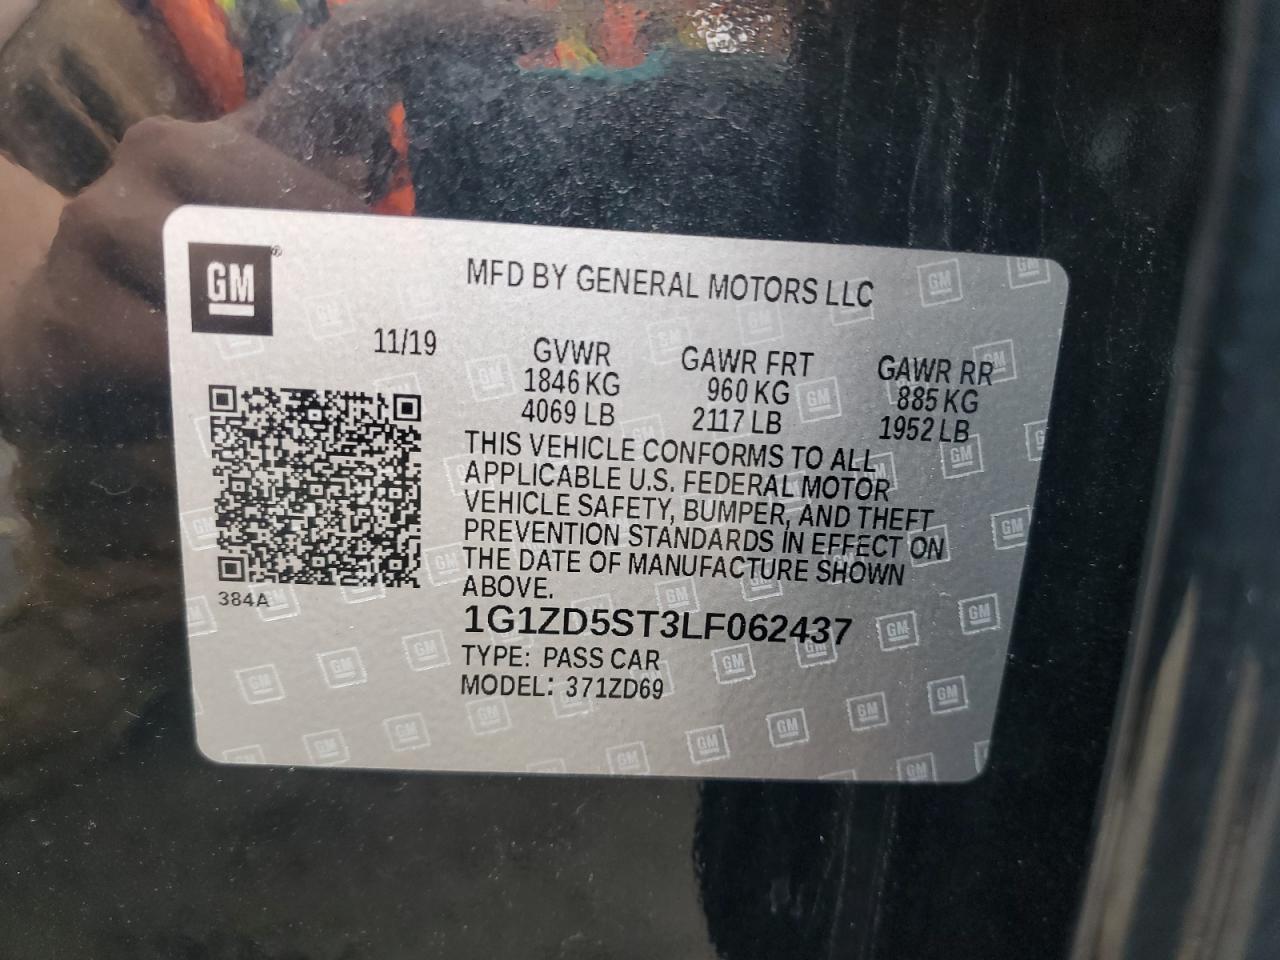 GM ®
MFD BY GENERAL MOTORS LLC
11/19
GVWR GAWR FRT GAWR RR
1846 KG 960 KG 885 KG
4069 LB 2117 LB 1952 LB
THIS VEHICLE CONFORMS TO ALL
APPLICABLE U.S. FEDERAL MOTOR
VEHICLE SAFETY, BUMPER, AND THEFT
PREVENTION STANDARDS IN EFFECT ON
THE DATE OF MANUFACTURE SHOWN
ABOVE.
384A
1G1ZD5ST3LF062437
TYPE: PASS CAR
MODEL: 371ZD69